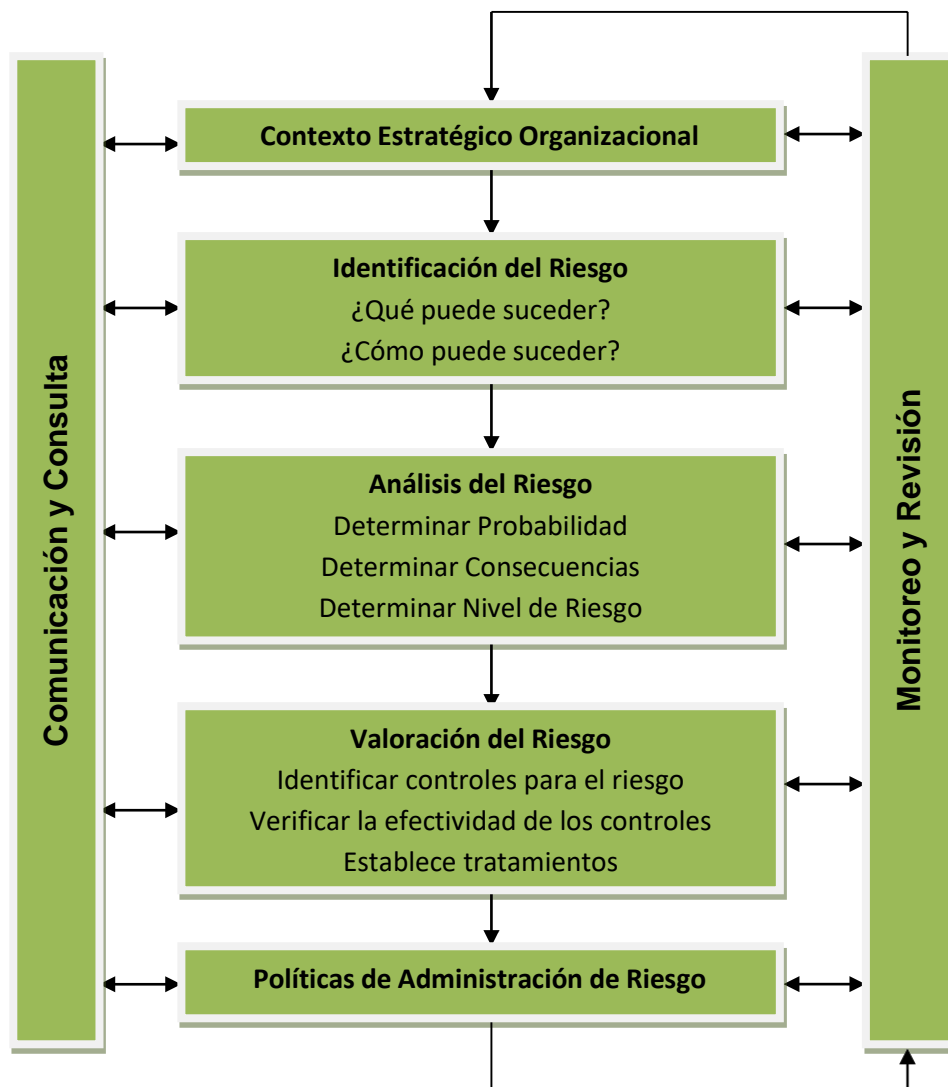 Comunicación y Consulta
Contexto Estratégico Organizacional
Identificación del Riesgo
¿Qué puede suceder?
¿Cómo puede suceder?
Análisis del Riesgo
Determinar Probabilidad
Determinar Consecuencias
Determinar Nivel de Riesgo
Valoración del Riesgo
Identificar controles para el riesgo
Verificar la efectividad de los controles
Establece tratamientos
Políticas de Administración de Riesgo
Monitoreo y Revisión